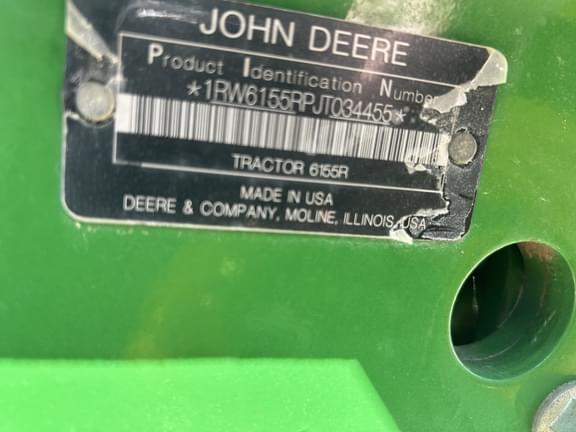 JOHN DEERE
Product Identification Number
*1RW6155RPJT034455*
TRACTOR 6155R
MADE IN USA
DEERE & COMPANY, MOLINE, ILLINOIS, USA